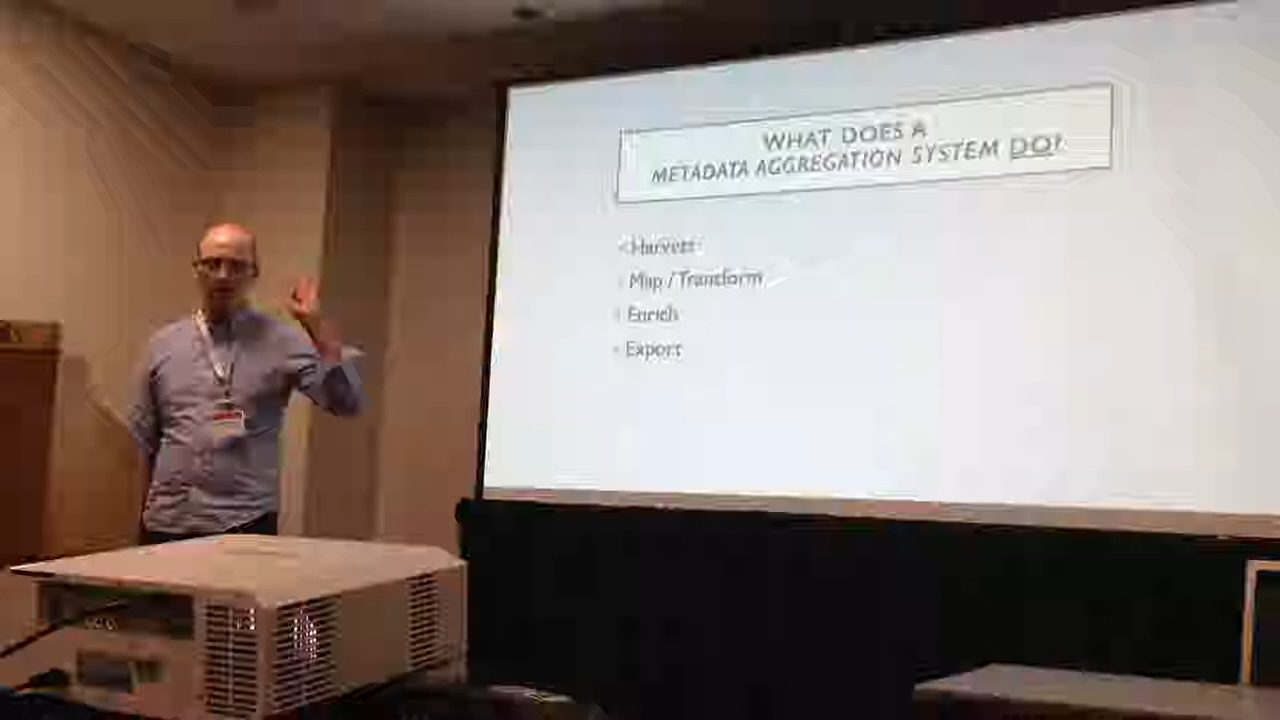 WHAT DOES A
METADATA AGGREGATION SYSTEM DO?
Harvest
Map / Transform
Enrich
Export